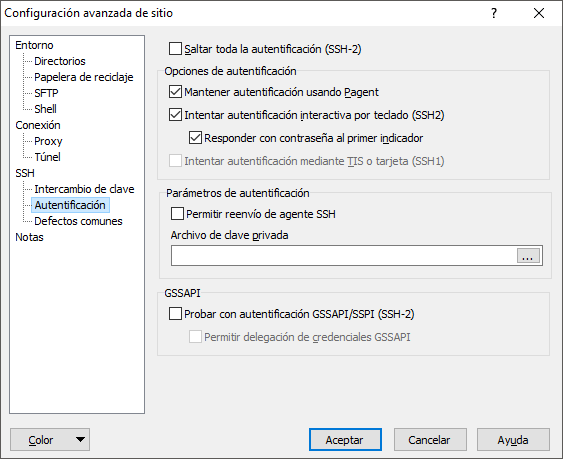 Configuración avanzada de sitio
Entorno
Directorios
Papelera de reciclaje
SFTP
Shell
Conexión
Proxy
Túnel
SSH
Intercambio de clave
Autentificación
Defectos comunes
Notas
Saltar toda la autentificación (SSH-2)
Opciones de autentificación
Mantener autentificación usando Pagent
Intentar autentificación interactiva por teclado (SSH2)
Responder con contraseña al primer indicador
Intentar autentificación mediante TIS o tarjeta (SSH1)
Parámetros de autentificación
Permitir reenvío de agente SSH
Archivo de clave privada
...
GSSAPI
Probar con autentificación GSSAPI/SSPI (SSH-2)
Permitir delegación de credenciales GSSAPI
Color
Aceptar
Cancelar
Ayuda